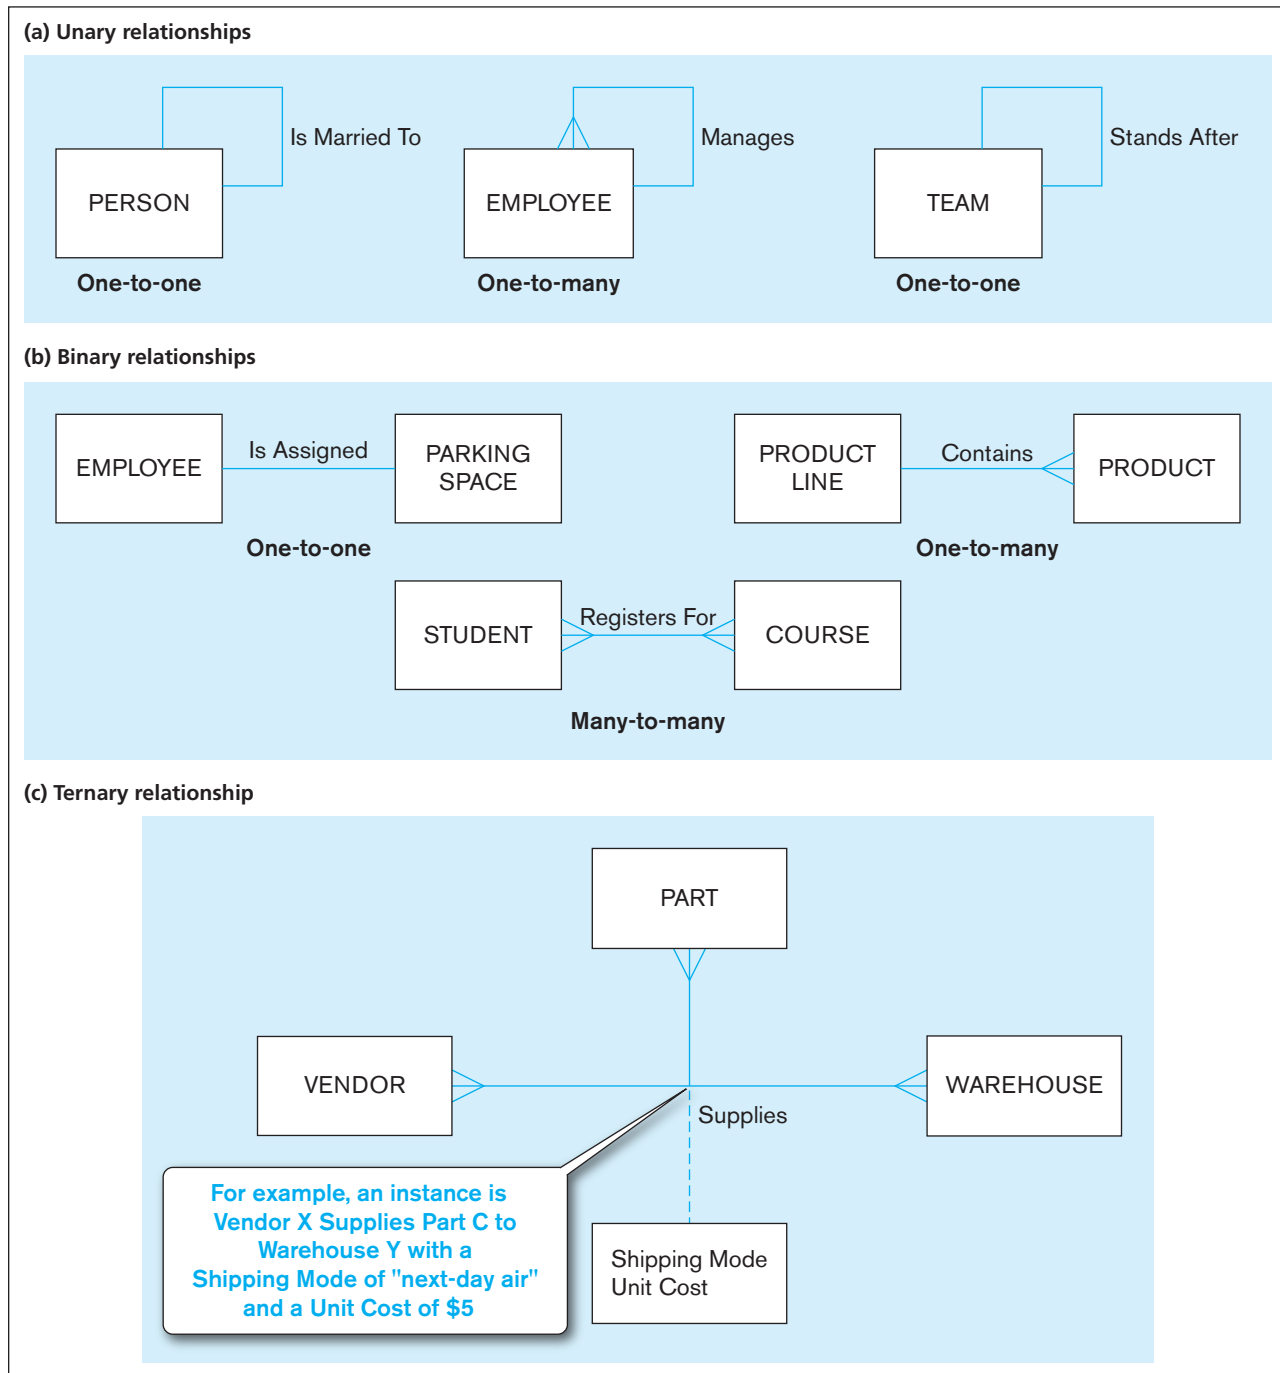 (a) Unary relationships
Is Married To
Manages
Stands After
PERSON
EMPLOYEE
TEAM
One-to-one
One-to-many
One-to-one
(b) Binary relationships
EMPLOYEE
Is Assigned
PARKING
SPACE
PRODUCT
LINE
Contains
PRODUCT
One-to-one
One-to-many
STUDENT
Registers For
COURSE
Many-to-many
(c) Ternary relationship
PART
VENDOR
WAREHOUSE
Supplies
For example, an instance is
Vendor X Supplies Part C to
Warehouse Y with a
Shipping Mode of "next-day air"
and a Unit Cost of $5
Shipping Mode
Unit Cost